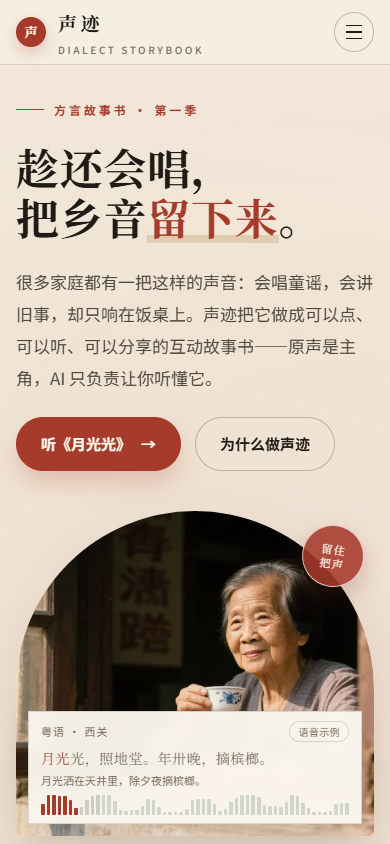 声
声迹
DIALECT STORYBOOK
方言故事书 · 第一季
趁还会唱，
把乡音留下来。
很多家庭都有一把这样的声音：会唱童谣，会讲
旧事，却只响在饭桌上。声迹把它做成可以点、
可以听、可以分享的互动故事书——原声是主
角，AI 只负责让你听懂它。
听《月光光》 →
为什么做声迹
留住
把声
粤语 · 西关
语音示例
月光光，照地堂。年卅晚，摘槟榔。
月光洒在天井里，除夕夜摘槟榔。